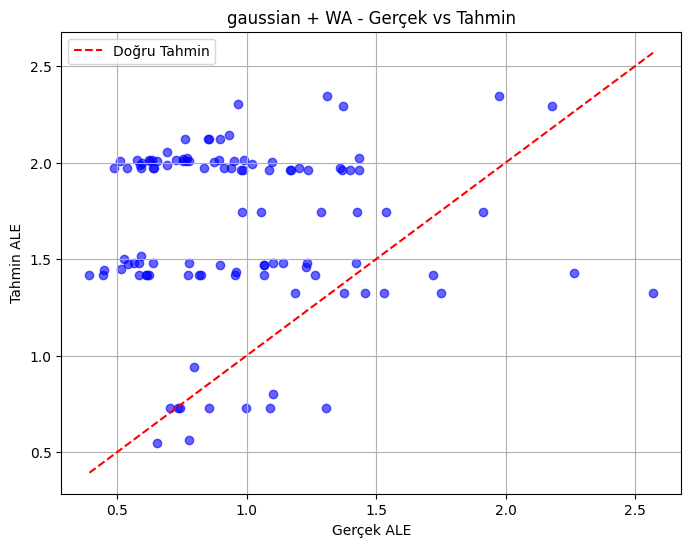 gaussian + WA - Gerçek vs Tahmin
Doğru Tahmin
2.5
2.0
1.5
1.0
0.5
Tahmin ALE
0.5 1.0 1.5 2.0 2.5
Gerçek ALE